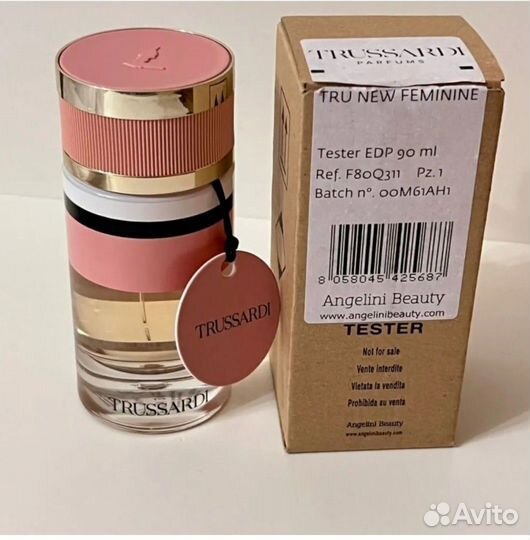 TRUSSARDI
PARFUMS
TRU NEW FEMININE
Tester EDP 90 ml
Ref. F80Q311 Pz. 1
Batch n°. 00M61AH1
8 058045 425687
Angelini Beauty
www.angelinibeauty.com
TESTER
Not for sale
Vente interdite
Vietata la vendita
Prohibida su venta
Angelini Beauty
www.angelinibeauty.com
TRUSSARDI
TRUSSARDI
Avito